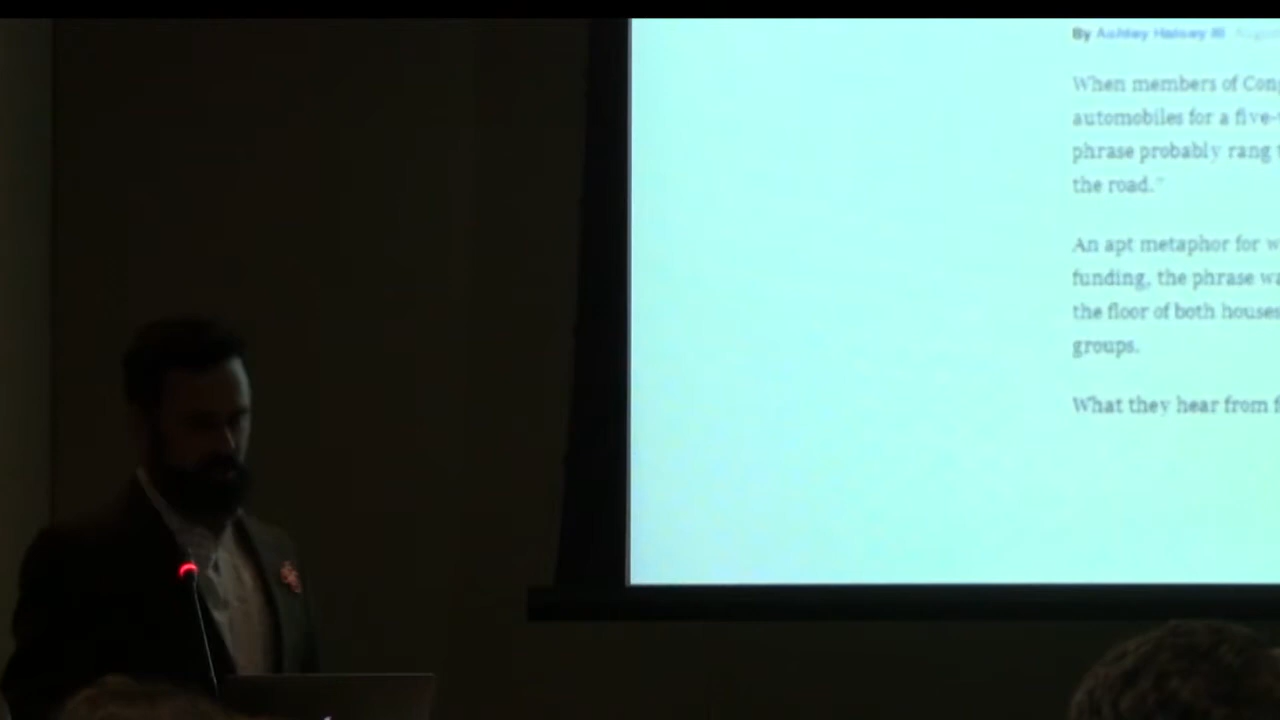 By Ashley Halsey III
When members of Cong
automobiles for a five-
phrase probably rang t
the road."
An apt metaphor for w
funding, the phrase wa
the floor of both houses
groups.
What they hear from f